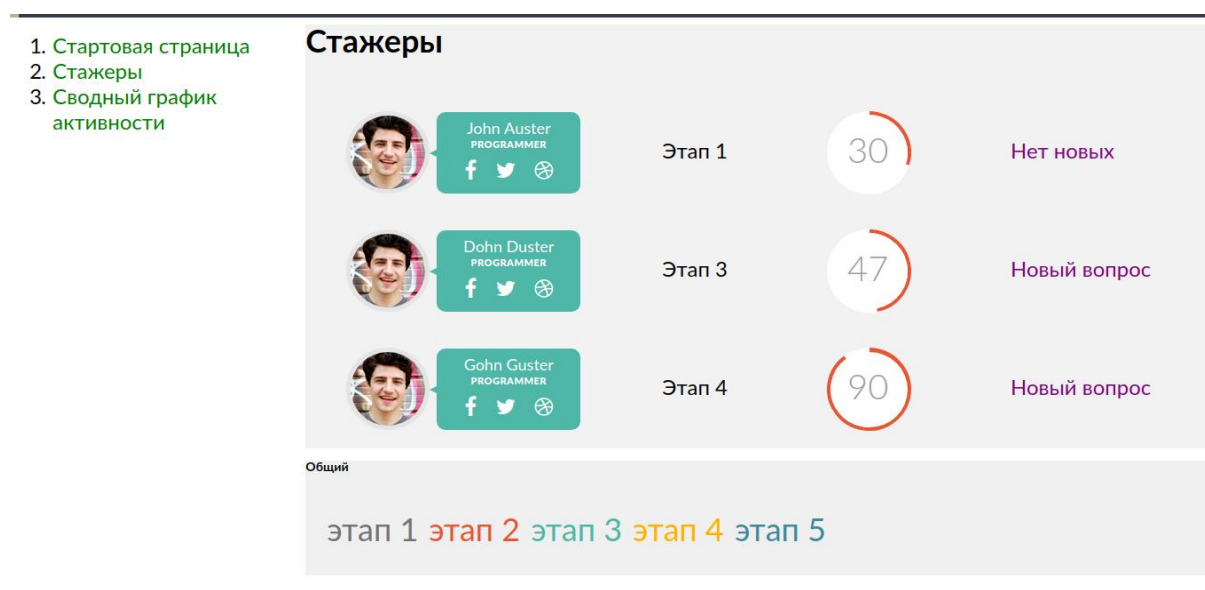 1. Стартовая страница
2. Стажеры
3. Сводный график
активности
Стажеры
John Auster
PROGRAMMER
Этап 1
30
Нет новых
Dohn Duster
PROGRAMMER
Этап 3
47
Новый вопрос
Gohn Guster
PROGRAMMER
Этап 4
90
Новый вопрос
Общий
этап 1 этап 2 этап 3 этап 4 этап 5